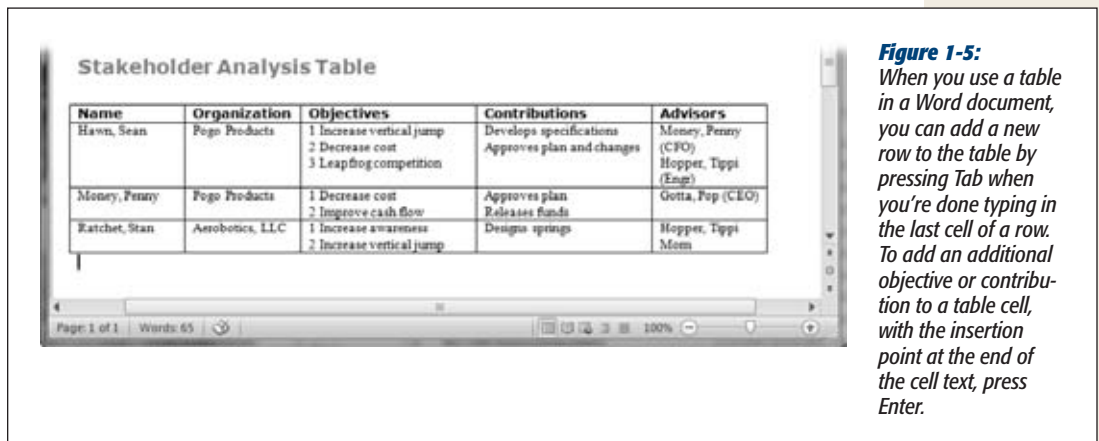 Stakeholder Analysis Table
Name Organization Objectives Contributions Advisors
Hawn, Sean Pogo Products 1 Increase vertical jump Develops specifications Money, Penny
2 Decrease cost Approves plan and changes (CFO)
3 Leapfrog competition Hopper, Tippi
(Engr)
Money, Penny Pogo Products 1 Decrease cost Approves plan Gotta, Pop (CEO)
2 Improve cash flow Releases funds
Ratchet, Stan Aerobotics, LLC 1 Increase awareness Designs springs Hopper, Tippi
2 Increase vertical jump Mom
Page: 1 of 1 Words: 65 100%
Figure 1-5:
When you use a table
in a Word document,
you can add a new
row to the table by
pressing Tab when
you're done typing in
the last cell of a row.
To add an additional
objective or contribu-
tion to a table cell,
with the insertion
point at the end of
the cell text, press
Enter.